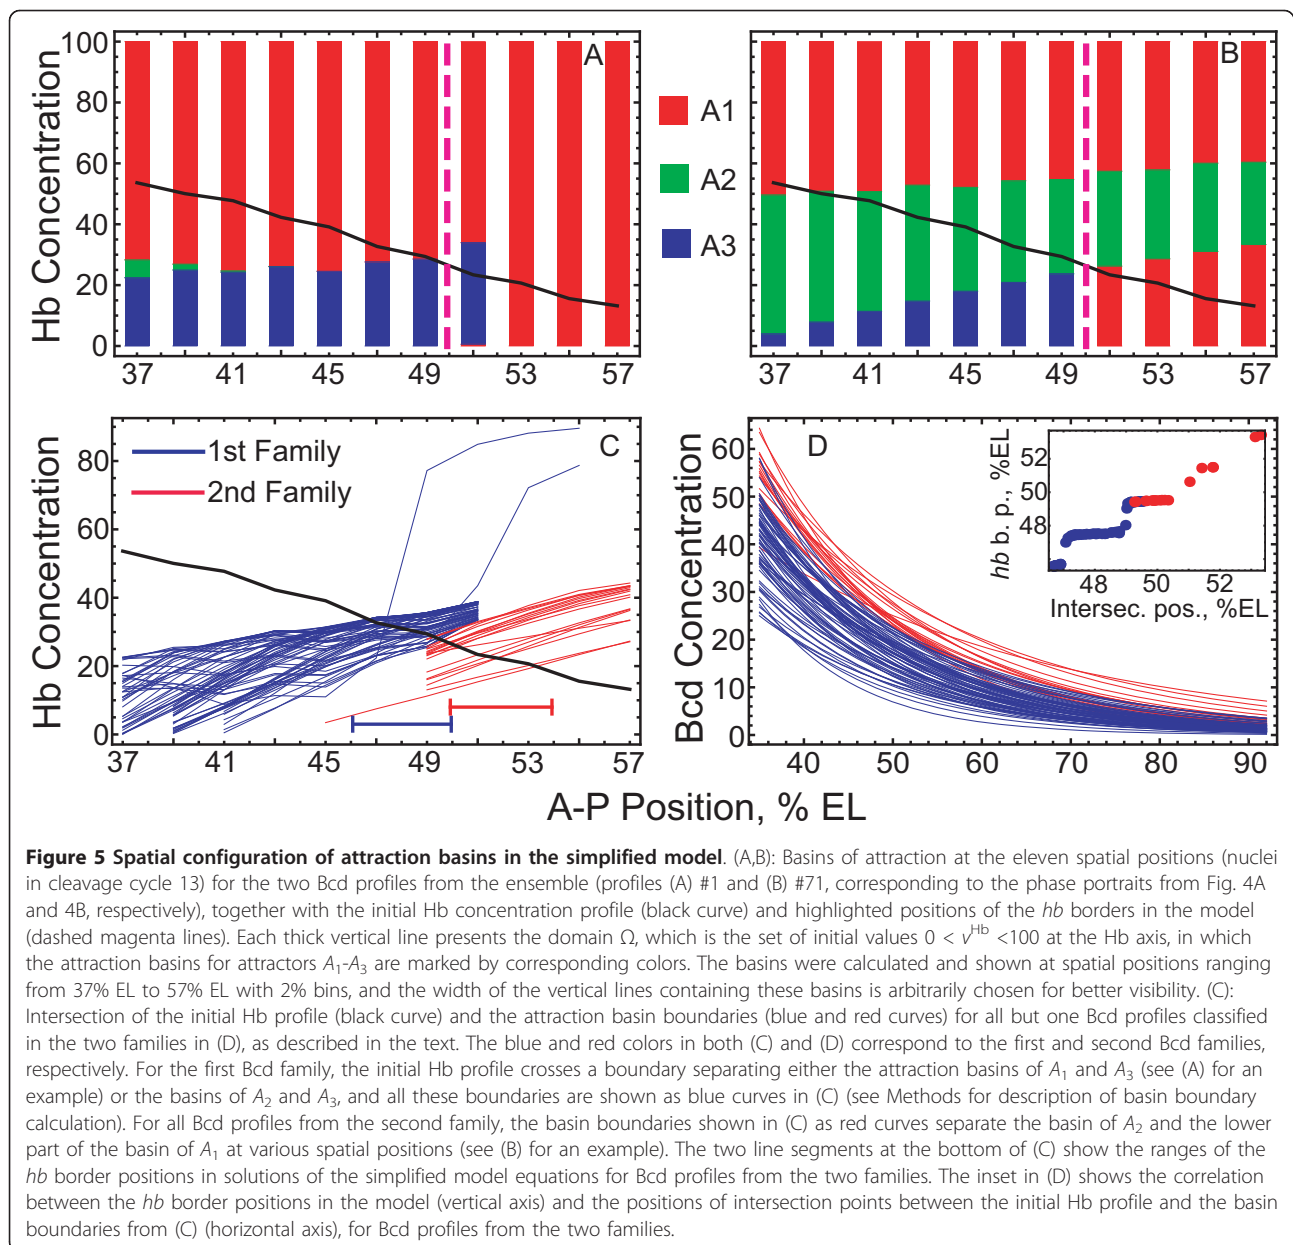 100
80
60
40
20
0
Hb Concentration
A
37
41
45
49
53
57
A1
A2
A3
B
37
41
45
49
53
57
80
60
40
20
0
Hb Concentration
1st Family
2nd Family
C
37
41
45
49
53
57
60
50
40
30
20
10
0
Bcd Concentration
D
40
50
60
70
80
90
52
50
48
hb b. p., %EL
48
50
52
Intersec. pos., %EL
A-P Position, % EL
Figure 5 Spatial configuration of attraction basins in the simplified model. (A,B): Basins of attraction at the eleven spatial positions (nuclei
in cleavage cycle 13) for the two Bcd profiles from the ensemble (profiles (A) #1 and (B) #71, corresponding to the phase portraits from Fig. 4A
and 4B, respectively), together with the initial Hb concentration profile (black curve) and highlighted positions of the hb borders in the model
(dashed magenta lines). Each thick vertical line presents the domain Ω, which is the set of initial values 0 < v^Hb <100 at the Hb axis, in which
the attraction basins for attractors A₁-A₃ are marked by corresponding colors. The basins were calculated and shown at spatial positions ranging
from 37% EL to 57% EL with 2% bins, and the width of the vertical lines containing these basins is arbitrarily chosen for better visibility. (C):
Intersection of the initial Hb profile (black curve) and the attraction basin boundaries (blue and red curves) for all but one Bcd profiles classified
in the two families in (D), as described in the text. The blue and red colors in both (C) and (D) correspond to the first and second Bcd families,
respectively. For the first Bcd family, the initial Hb profile crosses a boundary separating either the attraction basins of A₁ and A₃ (see (A) for an
example) or the basins of A₂ and A₃, and all these boundaries are shown as blue curves in (C) (see Methods for description of basin boundary
calculation). For all Bcd profiles from the second family, the basin boundaries shown in (C) as red curves separate the basin of A₂ and the lower
part of the basin of A₁ at various spatial positions (see (B) for an example). The two line segments at the bottom of (C) show the ranges of the
hb border positions in solutions of the simplified model equations for Bcd profiles from the two families. The inset in (D) shows the correlation
between the hb border positions in the model (vertical axis) and the positions of intersection points between the initial Hb profile and the basin
boundaries from (C) (horizontal axis), for Bcd profiles from the two families.